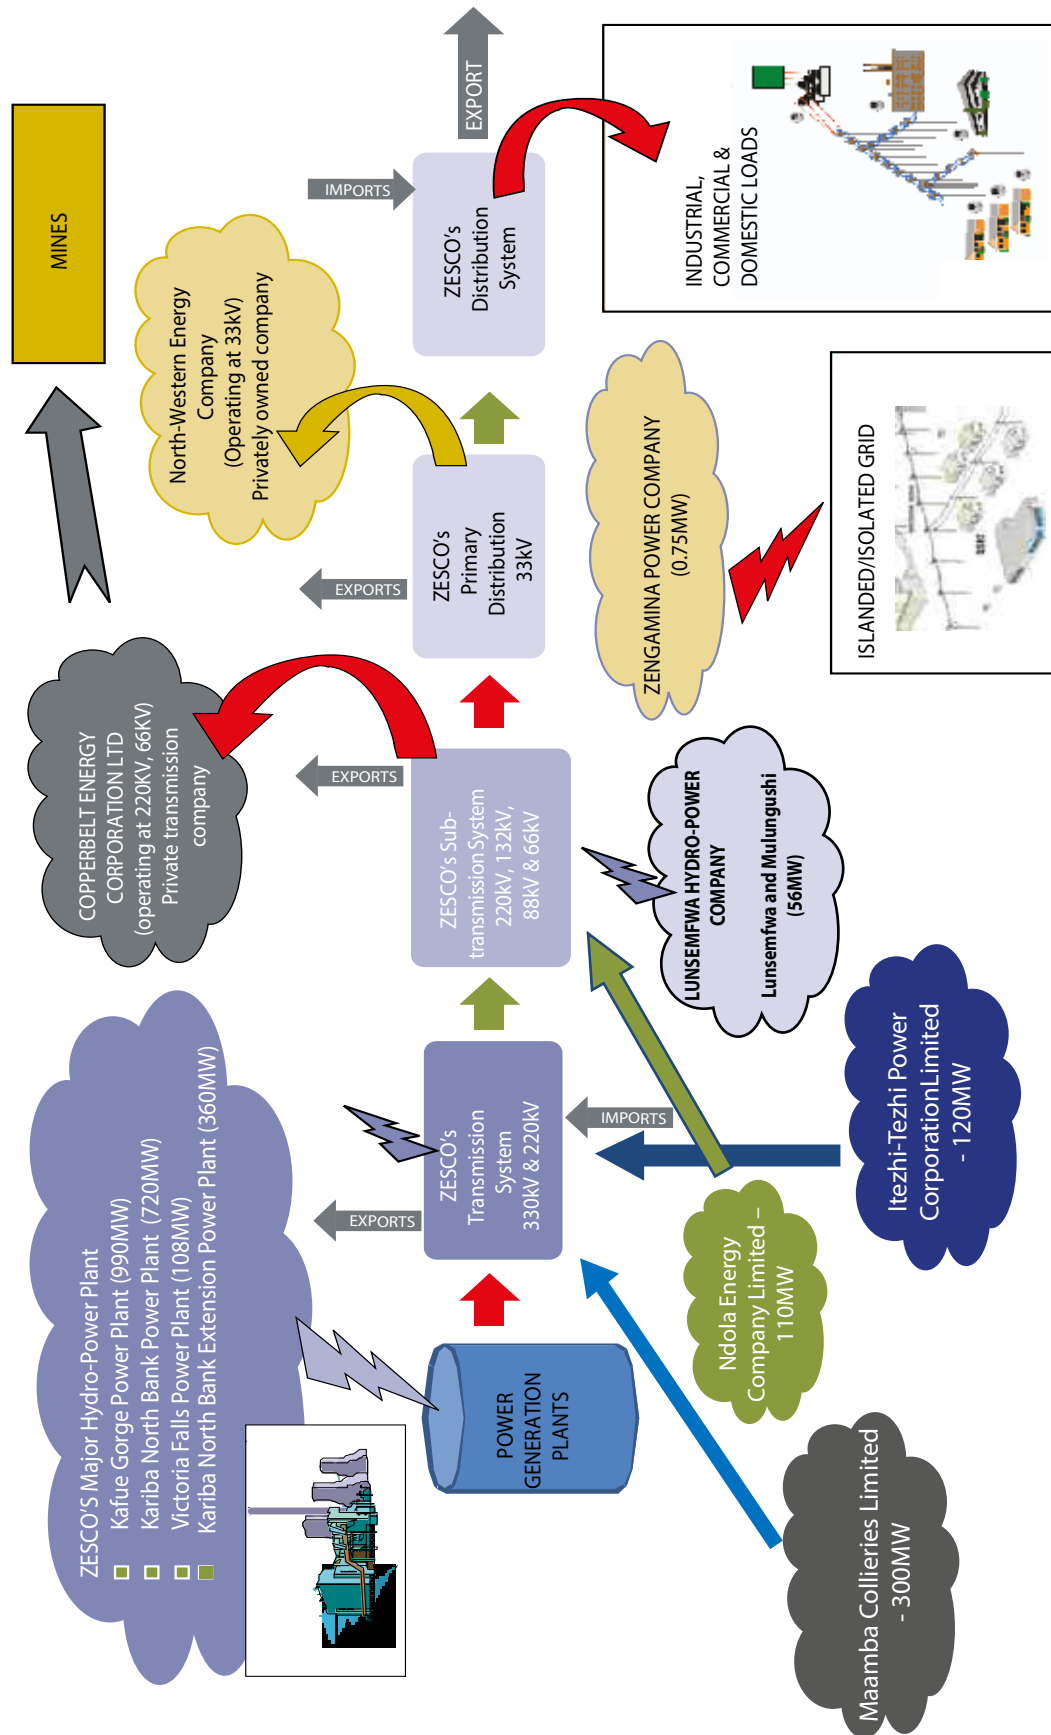 ZESCO'S Major Hydro-Power Plant
Kafue Gorge Power Plant (990MW)
Kariba North Bank Power Plant (720MW)
Victoria Falls Power Plant (108MW)
Kariba North Bank Extension Power Plant (360MW)
COPPERBELT ENERGY
CORPORATION LTD
(operating at 220KV, 66KV)
Private transmission
company
MINES
North-Western Energy
Company
(Operating at 33kV)
Privately owned company
EXPORTS
EXPORTS
EXPORTS
IMPORTS
EXPORT
POWER
GENERATION
PLANTS
ZESCO's
Transmission
System
330kV & 220kV
ZESCO's Sub-
transmission System
220kV, 132kV,
88kV & 66kV
ZESCO's
Primary
Distribution
33kV
ZESCO's
Distribution
System
IMPORTS
Maamba Collieries Limited
- 300MW
Ndola Energy
Company Limited –
110MW
Itezhi-Tezhi Power
CorporationLimited
- 120MW
LUNSEMFWA HYDRO-POWER
COMPANY
Lunsemfwa and Mulungushi
(56MW)
ZENGAMINA POWER COMPANY
(0.75MW)
ISLANDED/ISOLATED GRID
INDUSTRIAL,
COMMERCIAL &
DOMESTIC LOADS